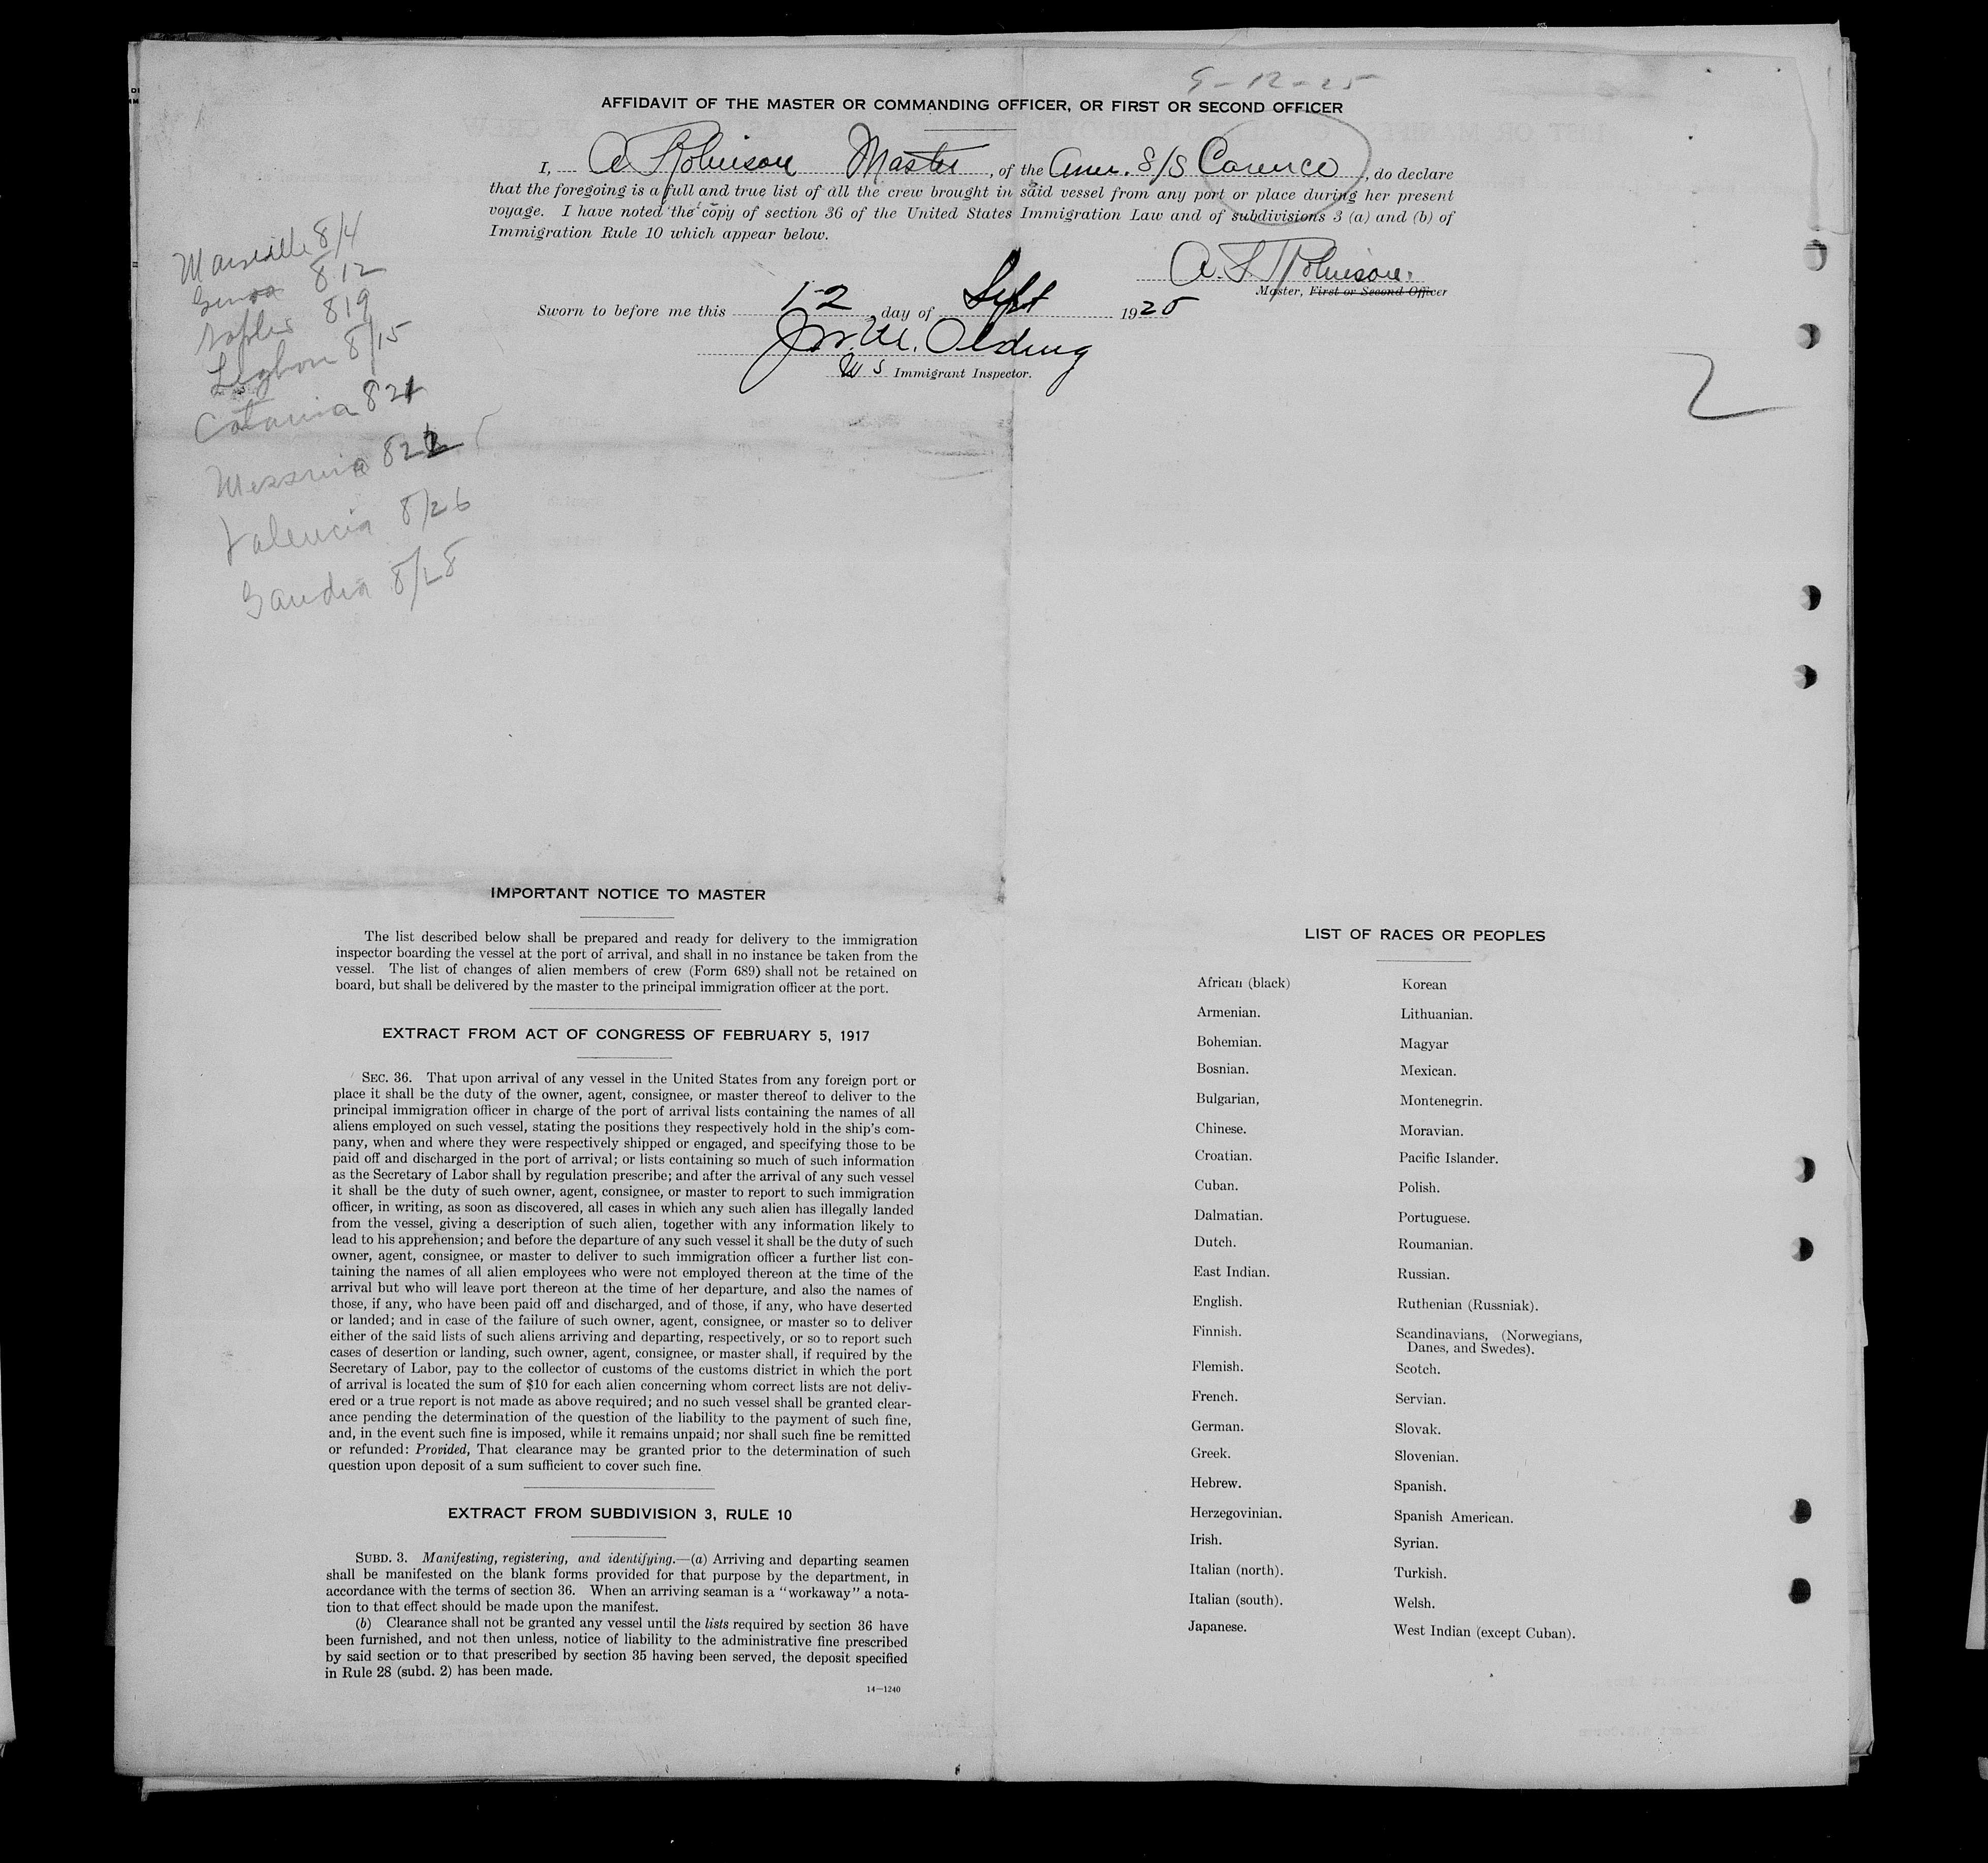 9-12-25
AFFIDAVIT OF THE MASTER OR COMMANDING OFFICER, OR FIRST OR SECOND OFFICER
I, A Robinson Master, of the Amer. S/S Comico, do declare
that the foregoing is a full and true list of all the crew brought in said vessel from any port or place during her present
voyage. I have noted the copy of section 36 of the United States Immigration Law and of subdivisions 3 (a) and (b) of
Immigration Rule 10 which appear below.
A. Robinson.
Master, First or Second Officer
Sworn to before me this 12 day of Sept 1925
Olding
U S Immigrant Inspector.
Marseille 8/4
Genoa 8 12
Naples 819
Leghorn 8/15
Catania 821
Messina 822
Valencia 8/26
Gandia 8/28
2
IMPORTANT NOTICE TO MASTER
The list described below shall be prepared and ready for delivery to the immigration
inspector boarding the vessel at the port of arrival, and shall in no instance be taken from the
vessel. The list of changes of alien members of crew (Form 689) shall not be retained on
board, but shall be delivered by the master to the principal immigration officer at the port.
EXTRACT FROM ACT OF CONGRESS OF FEBRUARY 5, 1917
SEC. 36. That upon arrival of any vessel in the United States from any foreign port or
place it shall be the duty of the owner, agent, consignee, or master thereof to deliver to the
principal immigration officer in charge of the port of arrival lists containing the names of all
aliens employed on such vessel, stating the positions they respectively hold in the ship's com-
pany, when and where they were respectively shipped or engaged, and specifying those to be
paid off and discharged in the port of arrival; or lists containing so much of such information
as the Secretary of Labor shall by regulation prescribe; and after the arrival of any such vessel
it shall be the duty of such owner, agent, consignee, or master to report to such immigration
officer, in writing, as soon as discovered, all cases in which any such alien has illegally landed
from the vessel, giving a description of such alien, together with any information likely to
lead to his apprehension; and before the departure of any such vessel it shall be the duty of such
owner, agent, consignee, or master to deliver to such immigration officer a further list con-
taining the names of all alien employees who were not employed thereon at the time of the
arrival but who will leave port thereon at the time of her departure, and also the names of
those, if any, who have been paid off and discharged, and of those, if any, who have deserted
or landed; and in case of the failure of such owner, agent, consignee, or master so to deliver
either of the said lists of such aliens arriving and departing, respectively, or so to report such
cases of desertion or landing, such owner, agent, consignee, or master shall, if required by the
Secretary of Labor, pay to the collector of customs of the customs district in which the port
of arrival is located the sum of $10 for each alien concerning whom correct lists are not deliv-
ered or a true report is not made as above required; and no such vessel shall be granted clear-
ance pending the determination of the question of the liability to the payment of such fine,
and, in the event such fine is imposed, while it remains unpaid; nor shall such fine be remitted
or refunded: Provided, That clearance may be granted prior to the determination of such
question upon deposit of a sum sufficient to cover such fine.
EXTRACT FROM SUBDIVISION 3, RULE 10
SUBD. 3. Manifesting, registering, and identifying.—(a) Arriving and departing seamen
shall be manifested on the blank forms provided for that purpose by the department, in
accordance with the terms of section 36. When an arriving seaman is a "workaway" a nota-
tion to that effect should be made upon the manifest.
(b) Clearance shall not be granted any vessel until the lists required by section 36 have
been furnished, and not then unless, notice of liability to the administrative fine prescribed
by said section or to that prescribed by section 35 having been served, the deposit specified
in Rule 28 (subd. 2) has been made.
14—1240
LIST OF RACES OR PEOPLES
African (black)
Armenian.
Bohemian.
Bosnian.
Bulgarian,
Chinese.
Croatian.
Cuban.
Dalmatian.
Dutch.
East Indian.
English.
Finnish.
Flemish.
French.
German.
Greek.
Hebrew.
Herzegovinian.
Irish.
Italian (north).
Italian (south).
Japanese.
Korean
Lithuanian.
Magyar
Mexican.
Montenegrin.
Moravian.
Pacific Islander.
Polish.
Portuguese.
Roumanian.
Russian.
Ruthenian (Russniak).
Scandinavians, (Norwegians,
Danes, and Swedes).
Scotch.
Servian.
Slovak.
Slovenian.
Spanish.
Spanish American.
Syrian.
Turkish.
Welsh.
West Indian (except Cuban).